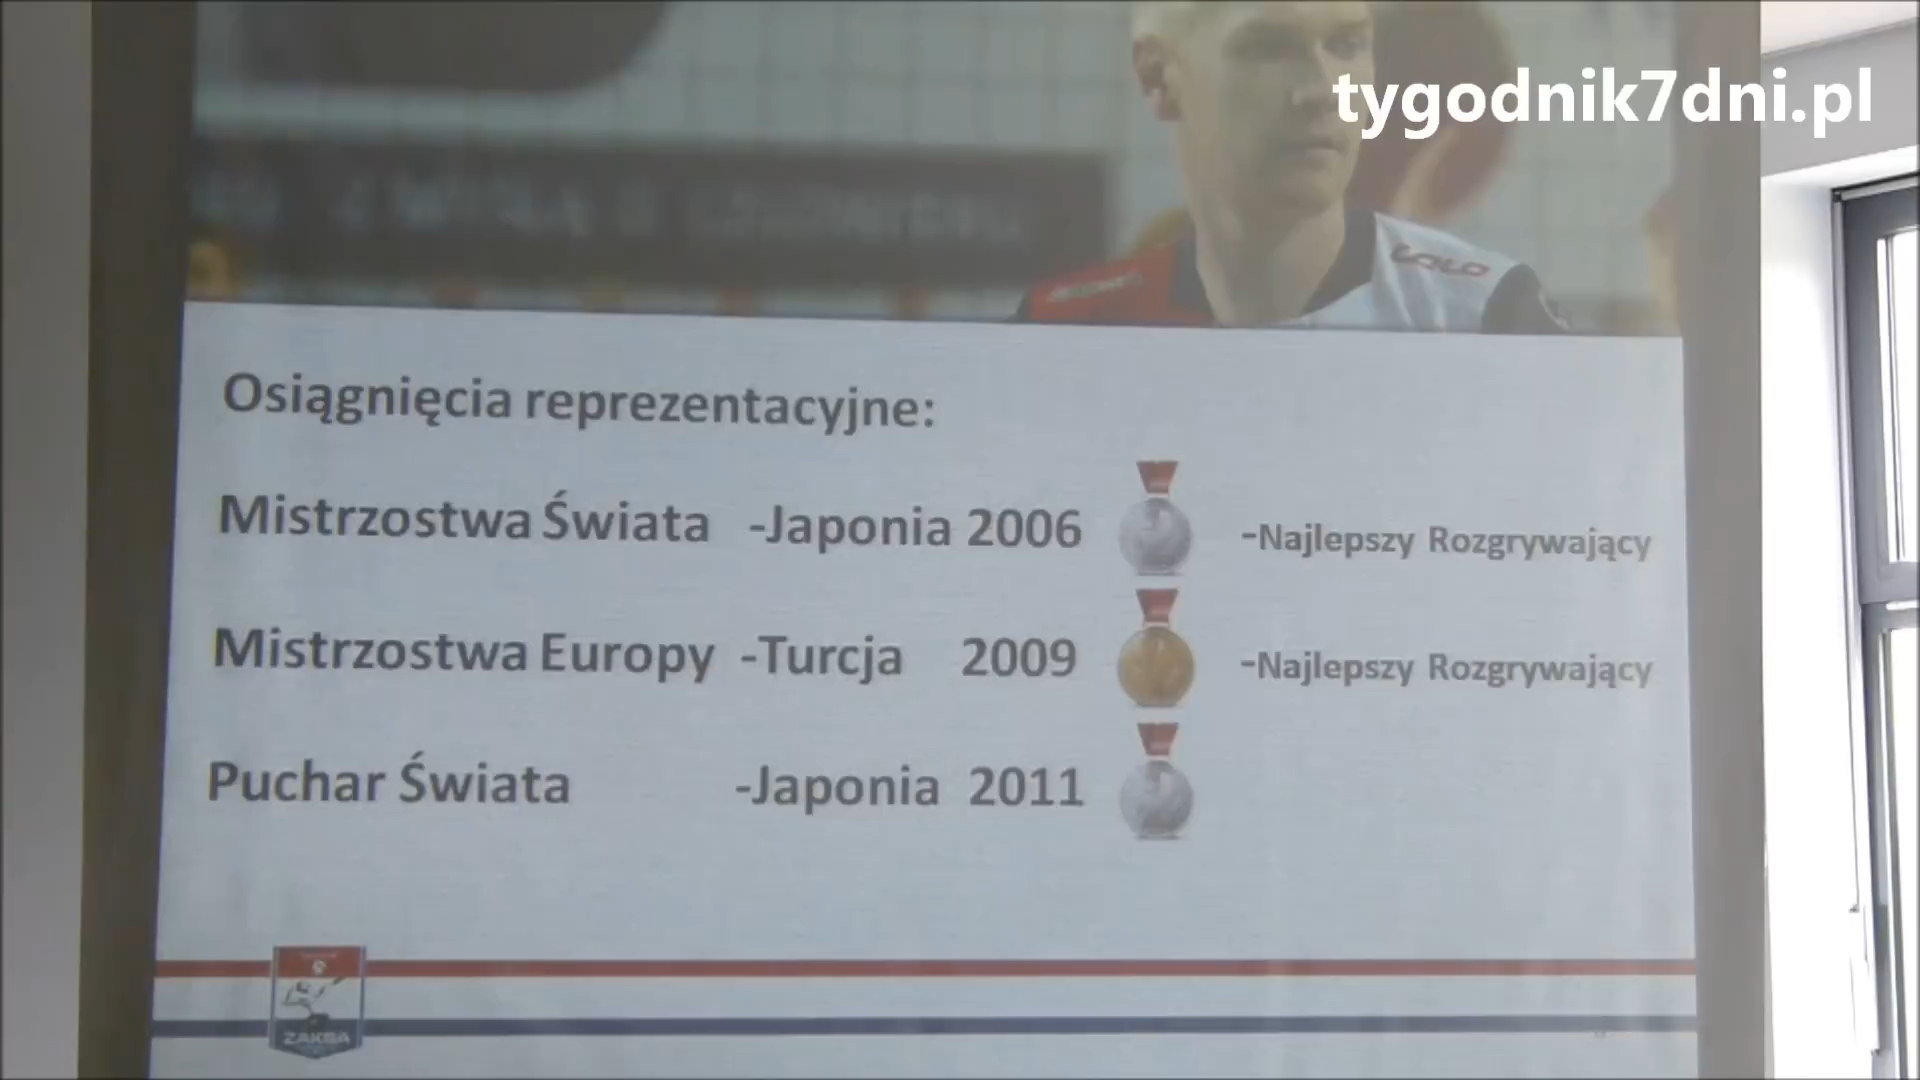 tygodnik7dni.pl
Osiągnięcia reprezentacyjne:
Mistrzostwa Świata -Japonia 2006 -Najlepszy Rozgrywający
Mistrzostwa Europy -Turcja 2009 -Najlepszy Rozgrywający
Puchar Świata -Japonia 2011
ZAKSA